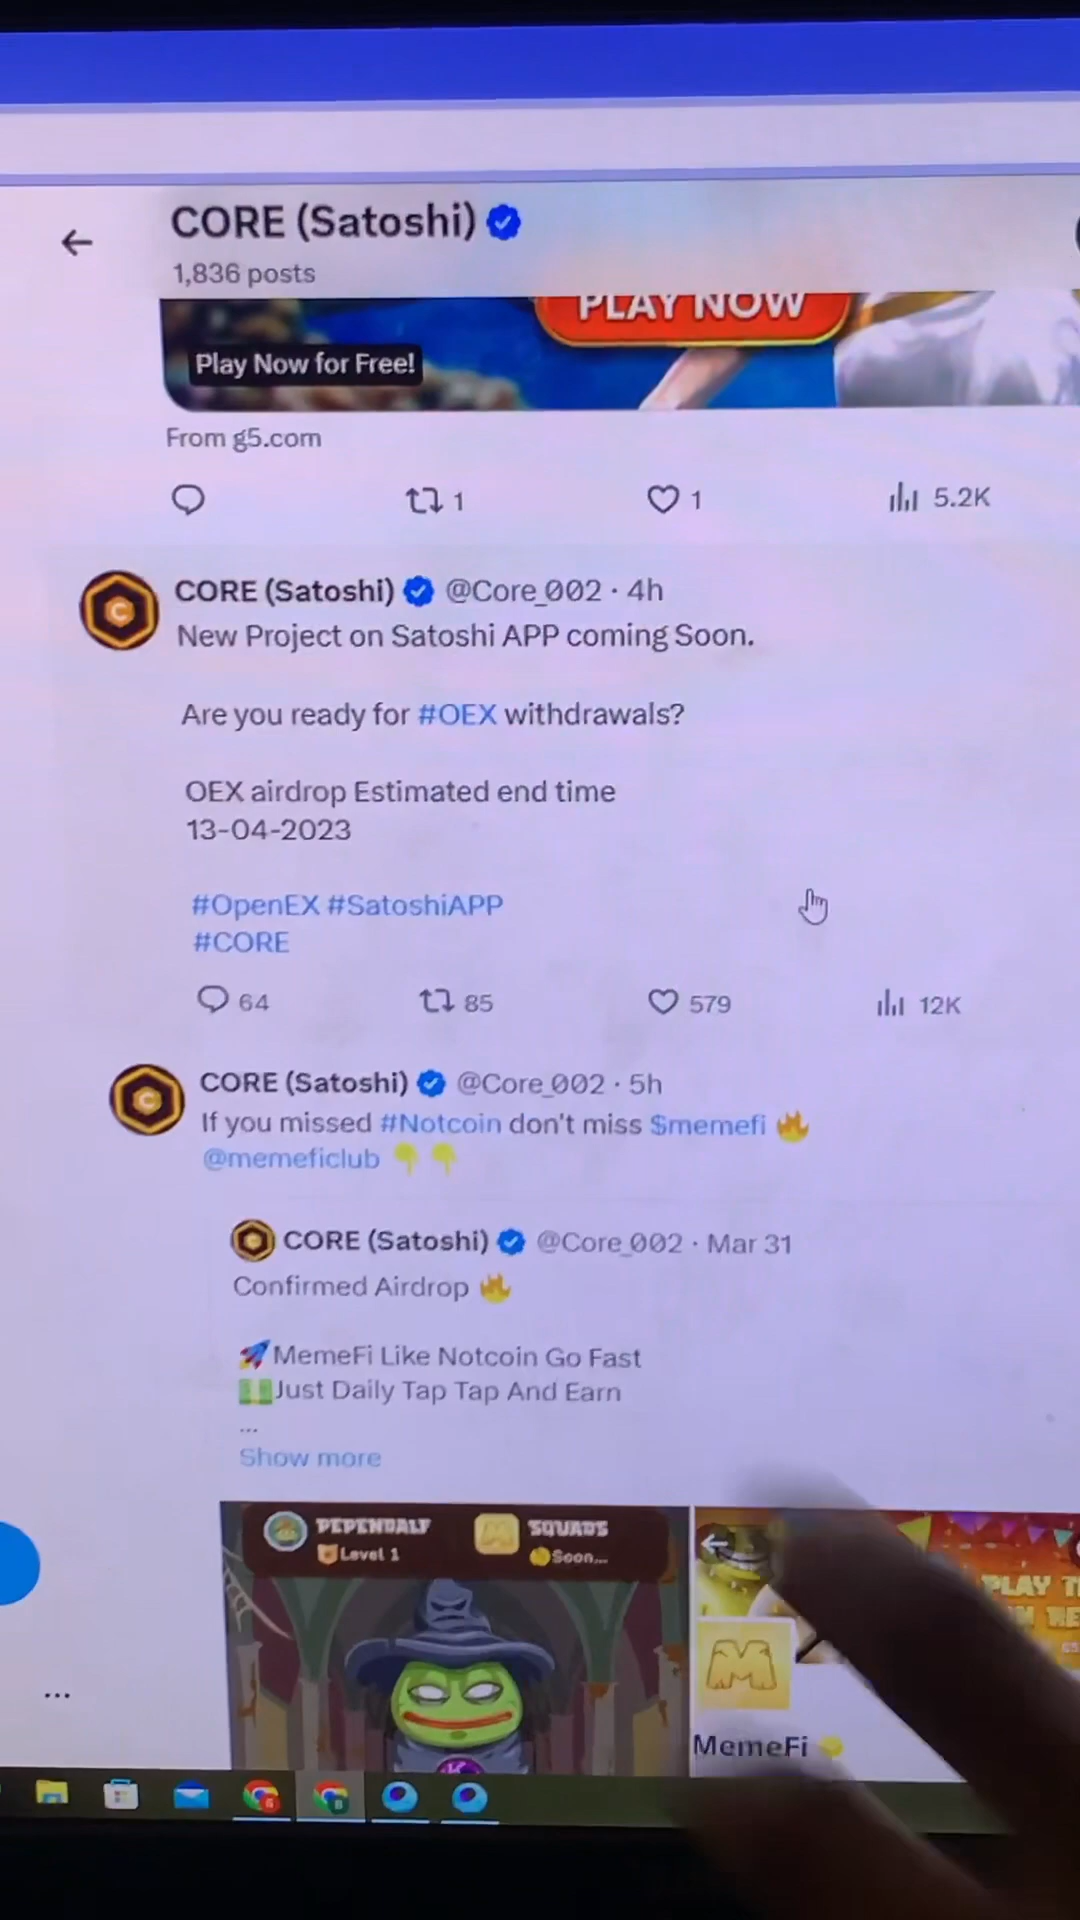 CORE (Satoshi)
1,836 posts
PLAY NOW
Play Now for Free!
From g5.com
1
1
5.2K
CORE (Satoshi) @Core_002 · 4h
New Project on Satoshi APP coming Soon.
Are you ready for #OEX withdrawals?
OEX airdrop Estimated end time
13-04-2023
#OpenEX #SatoshiAPP
#CORE
64
85
579
12K
CORE (Satoshi) @Core_002 · 5h
If you missed #Notcoin don't miss $memefi 🔥
@memeficlub 👇 👇
CORE (Satoshi) @Core_002 · Mar 31
Confirmed Airdrop 🔥
🚀MemeFi Like Notcoin Go Fast
💵Just Daily Tap Tap And Earn
...
Show more
PEPENDALF
Level 1
SQUADS
Soon...
PLAY
MemeFi